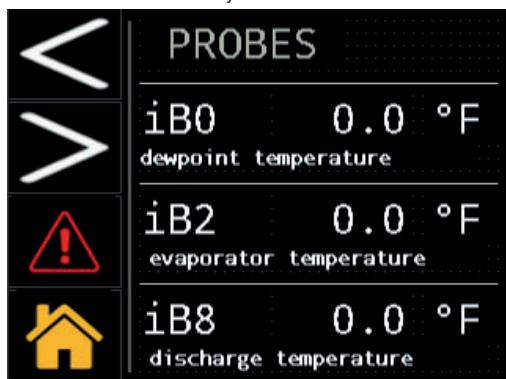 PROBES
iB0 0.0 °F
dewpoint temperature
iB2 0.0 °F
evaporator temperature
iB8 0.0 °F
discharge temperature